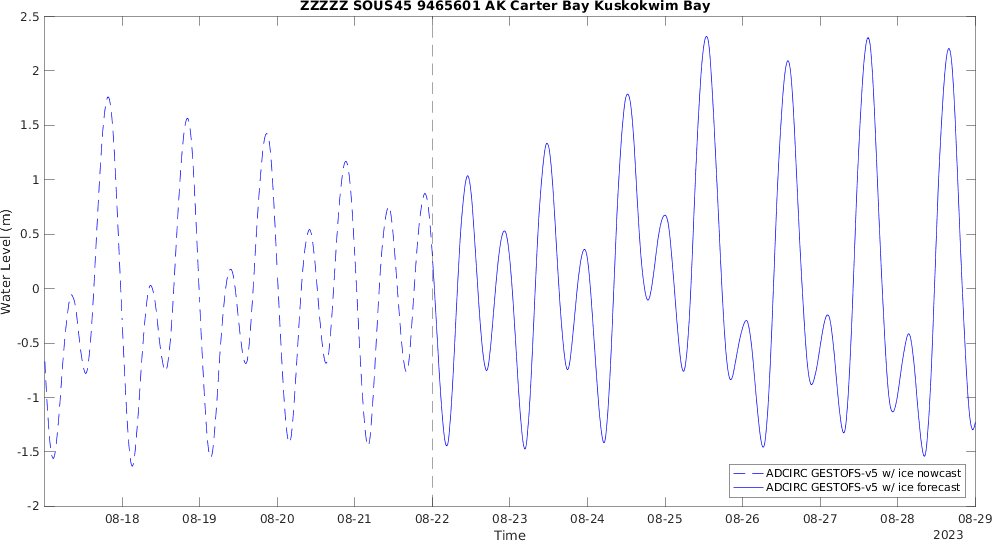 ZZZZZ SOUS45 9465601 AK Carter Bay Kuskokwim Bay
2.5
2
1.5
1
0.5
0
-0.5
-1
-1.5
-2
Water Level (m)
08-18 08-19 08-20 08-21 08-22 08-23 08-24 08-25 08-26 08-27 08-28 08-29
Time
2023
ADCIRC GESTOFS-v5 w/ ice nowcast
ADCIRC GESTOFS-v5 w/ ice forecast